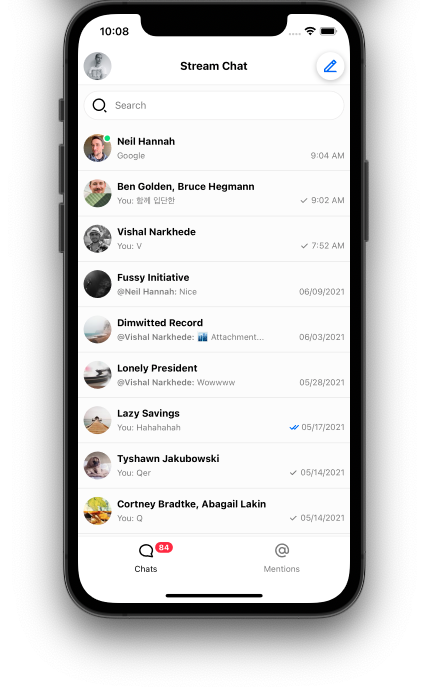 10:08
Stream Chat
Search
Neil Hannah
Google 9:04 AM
Ben Golden, Bruce Hegmann
You: 함께 입단한 9:02 AM
Vishal Narkhede
You: V 7:52 AM
Fussy Initiative
@Neil Hannah: Nice 06/09/2021
Dimwitted Record
@Vishal Narkhede: 🏙️ Attachment... 06/03/2021
Lonely President
@Vishal Narkhede: Wowwww 05/28/2021
Lazy Savings
You: Hahahahah 05/17/2021
Tyshawn Jakubowski
You: Qer 05/14/2021
Cortney Bradtke, Abagail Lakin
You: Q 05/14/2021
84
Chats Mentions